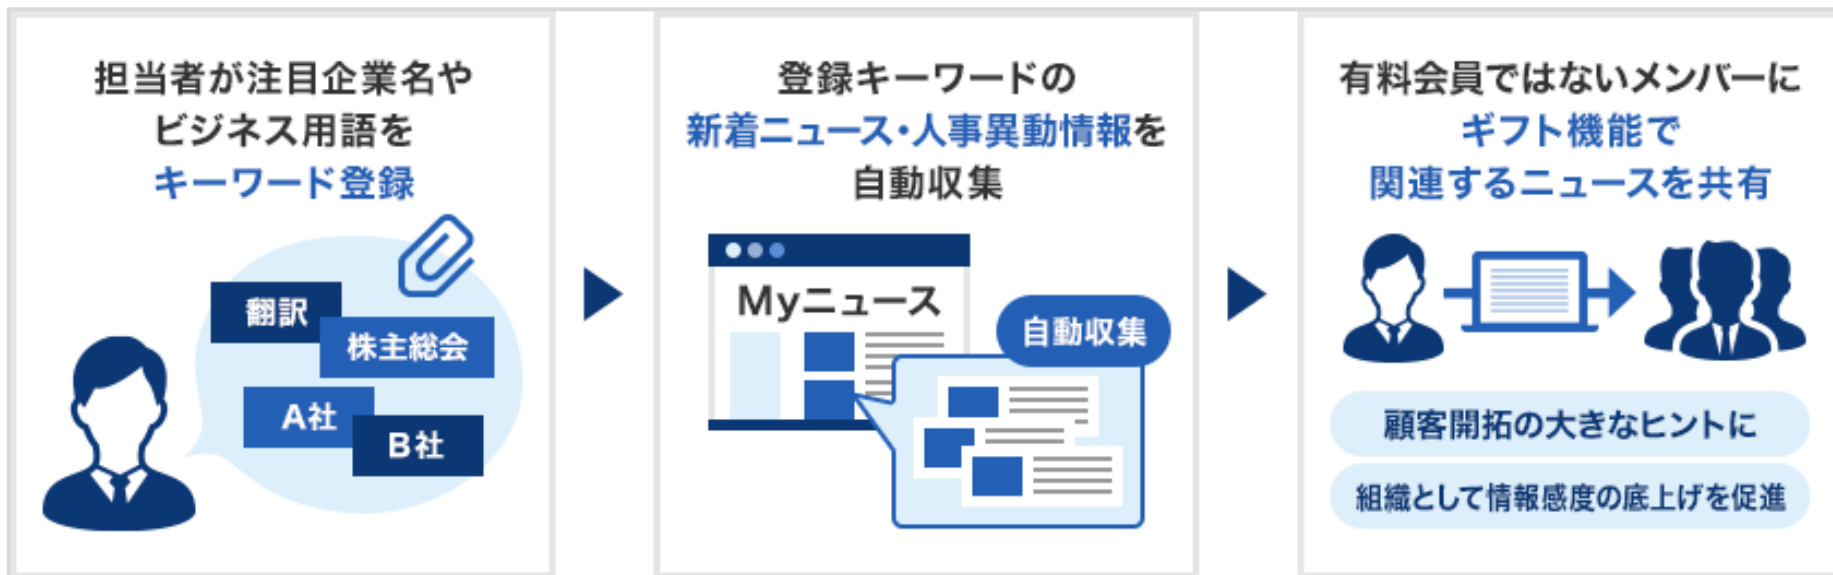 担当者が注目企業名や
ビジネス用語を
キーワード登録
翻訳
株主総会
A社
B社
登録キーワードの
新着ニュース・人事異動情報を
自動収集
Myニュース
自動収集
有料会員ではないメンバーに
ギフト機能で
関連するニュースを共有
顧客開拓の大きなヒントに
組織として情報感度の底上げを促進